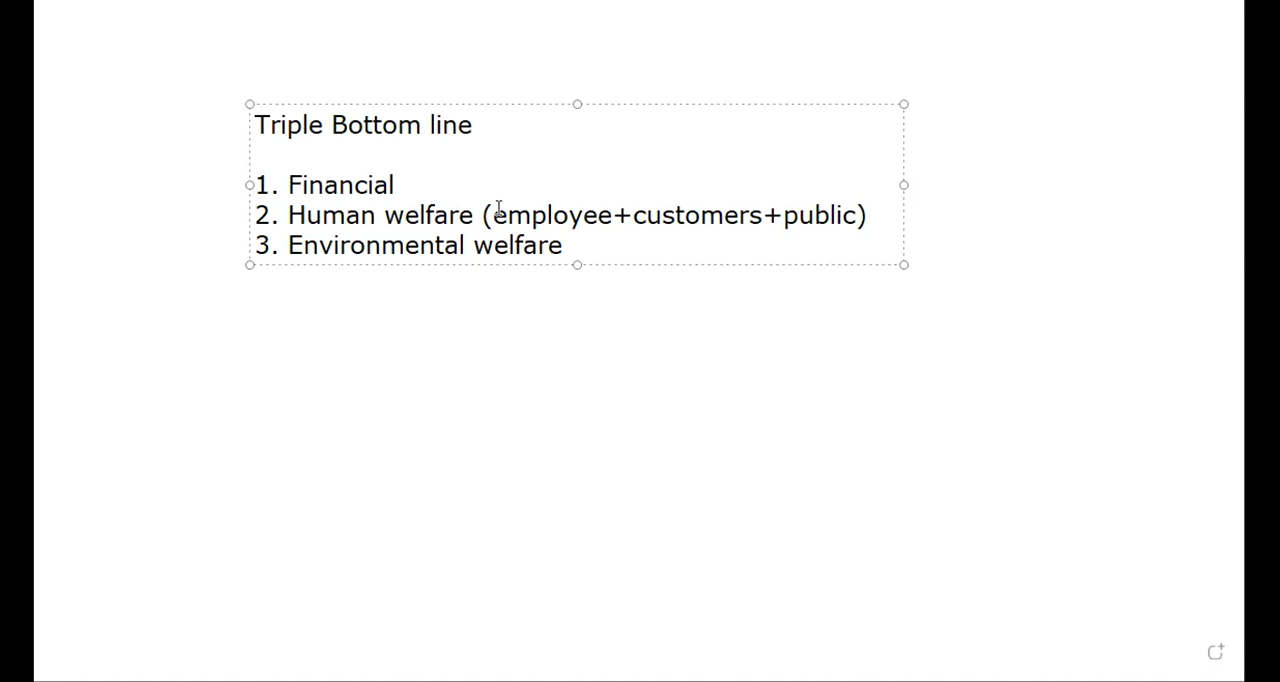 Triple Bottom line
1. Financial
2. Human welfare (employee+customers+public)
3. Environmental welfare